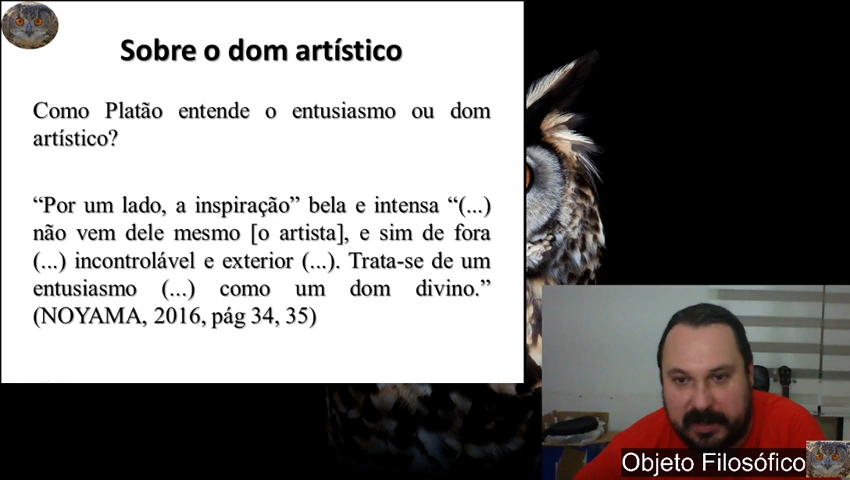 Sobre o dom artístico
Como Platão entende o entusiasmo ou dom
artístico?
“Por um lado, a inspiração” bela e intensa “(...)
não vem dele mesmo [o artista], e sim de fora
(...) incontrolável e exterior (...). Trata-se de um
entusiasmo (...) como um dom divino.”
(NOYAMA, 2016, pág 34, 35)
Objeto Filosófico